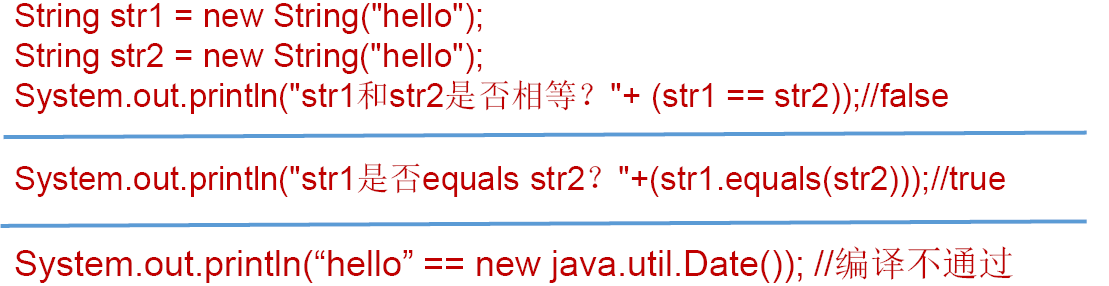 String str1 = new String("hello");
String str2 = new String("hello");
System.out.println("str1和str2是否相等？"+ (str1 == str2));//false
System.out.println("str1是否equals str2？"+(str1.equals(str2)));//true
System.out.println(“hello” == new java.util.Date()); //编译不通过